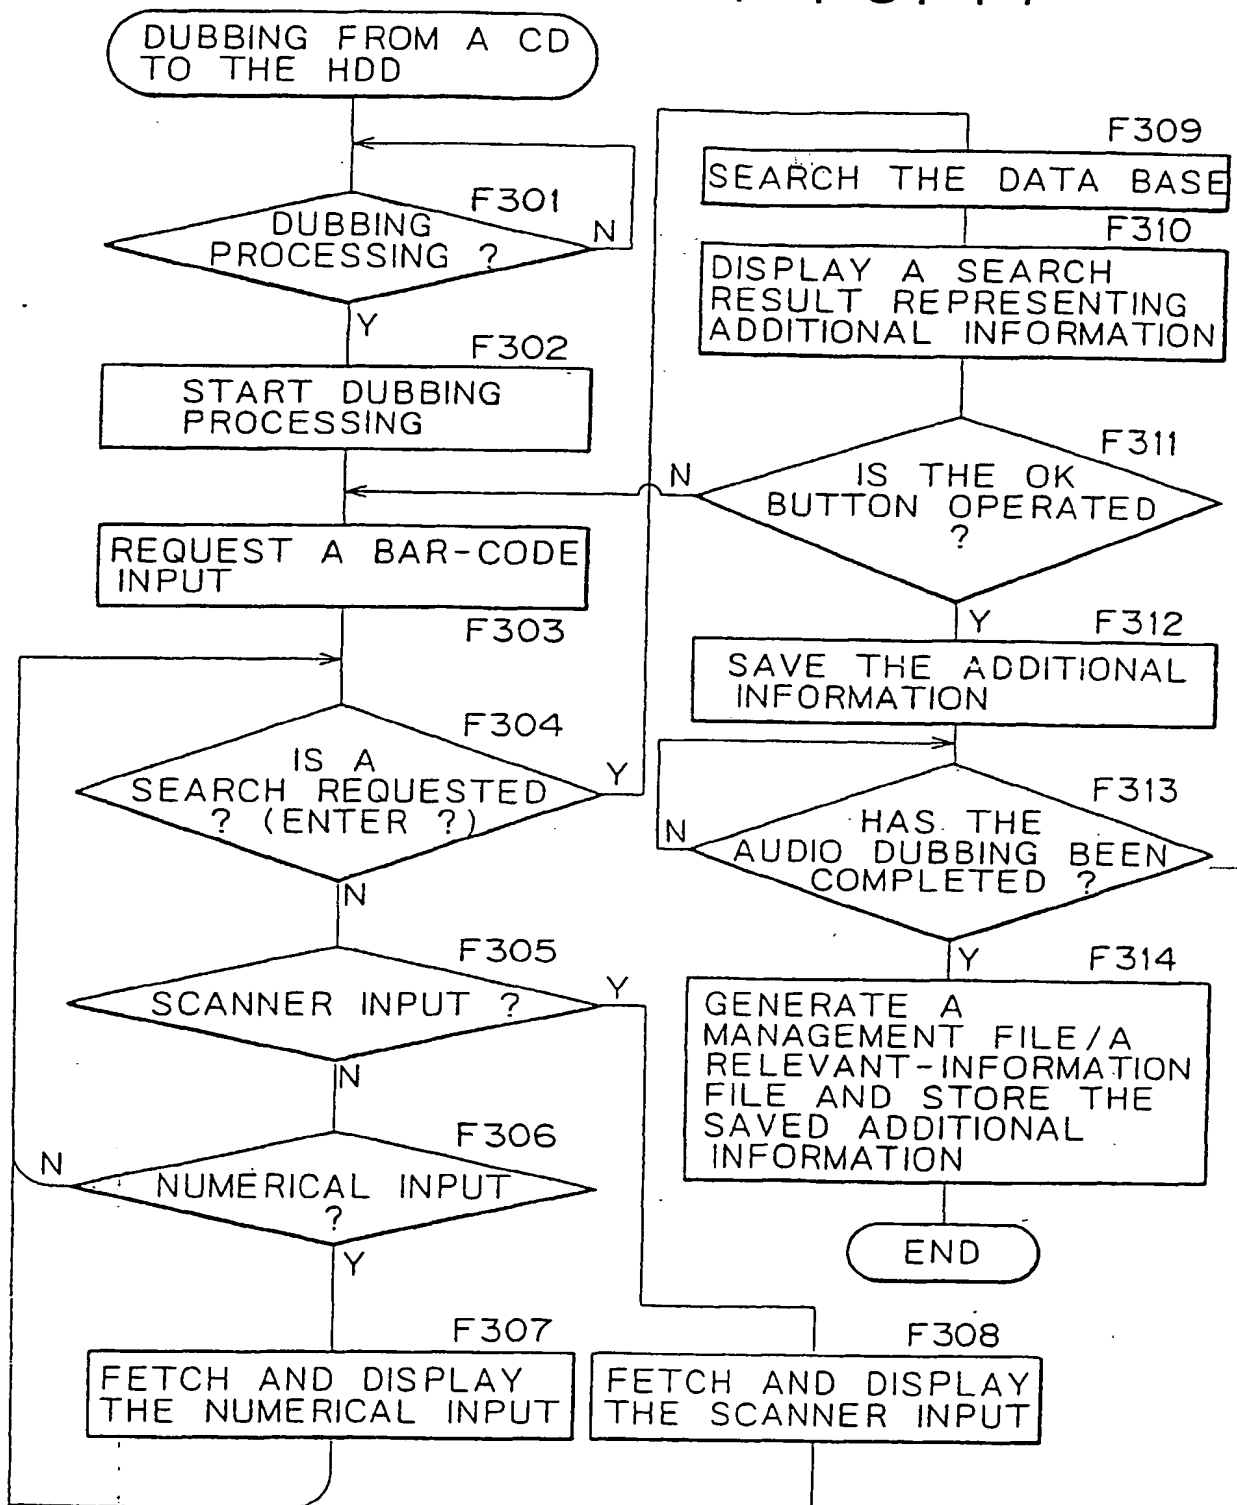 DUBBING FROM A CD
TO THE HDD
F301
DUBBING
PROCESSING ?
N
Y
F302
START DUBBING
PROCESSING
REQUEST A BAR-CODE
INPUT
F303
F304
IS A
SEARCH REQUESTED
? (ENTER ?)
Y
N
F305
SCANNER INPUT ?
Y
N
F306
NUMERICAL INPUT
?
N
Y
F307
FETCH AND DISPLAY
THE NUMERICAL INPUT
F308
FETCH AND DISPLAY
THE SCANNER INPUT
F309
SEARCH THE DATA BASE
F310
DISPLAY A SEARCH
RESULT REPRESENTING
ADDITIONAL INFORMATION
F311
IS THE OK
BUTTON OPERATED
?
N
Y
F312
SAVE THE ADDITIONAL
INFORMATION
F313
HAS THE
AUDIO DUBBING BEEN
COMPLETED ?
N
Y
F314
GENERATE A
MANAGEMENT FILE/A
RELEVANT-INFORMATION
FILE AND STORE THE
SAVED ADDITIONAL
INFORMATION
END